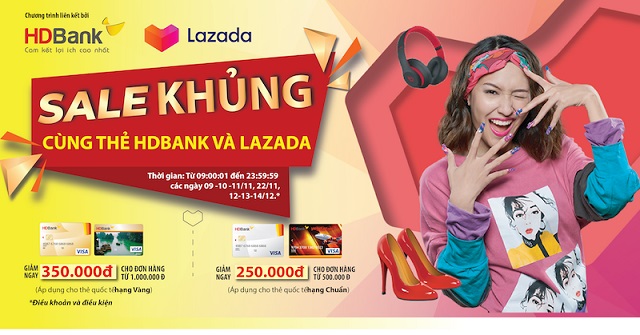 Chương trình liên kết bởi
HDBank
Cam kết lợi ích cao nhất
Lazada
SALE KHỦNG
CÙNG THẺ HDBANK VÀ LAZADA
Thời gian: Từ 09:00:01 đến 23:59:59
các ngày 09 -10 -11/11, 22/11,
12-13-14/12.*
HDBank
VISA
HDBank
VISA
GIẢM NGAY
350.000đ
CHO ĐƠN HÀNG
TỪ 1.000.000 Đ
(Áp dụng cho thẻ quốc tế hạng Vàng)
HDBank
VISA
HDBank
VISA
GIẢM NGAY
250.000đ
CHO ĐƠN HÀNG
TỪ 500.000 Đ
(Áp dụng cho thẻ quốc tế hạng Chuẩn)
*Điều khoản và điều kiện